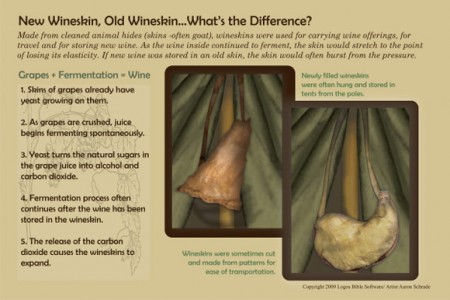 New Wineskin, Old Wineskin...What's the Difference?
Made from cleaned animal hides (skins -often goat), wineskins were used for carrying wine offerings, for
travel and for storing new wine. As the wine inside continued to ferment, the skin would stretch to the point
of losing its elasticity. If new wine was stored in an old skin, the skin would often burst from the pressure.
Grapes + Fermentation = Wine
1. Skins of grapes already have
yeast growing on them.
2. As grapes are crushed, juice
begins fermenting spontaneously.
3. Yeast turns the natural sugars in
the grape juice into alcohol and
carbon dioxide.
4. Fermentation process often
continues after the wine has been
stored in the wineskin.
5. The release of the carbon
dioxide causes the wineskins to
expand.
Newly filled wineskins
were often hung and stored in
tents from the poles.
Wineskins were sometimes cut
and made from patterns for
ease of transportation.
Copyright 2009 Logos Bible Software/ Artist Aaron Schrade